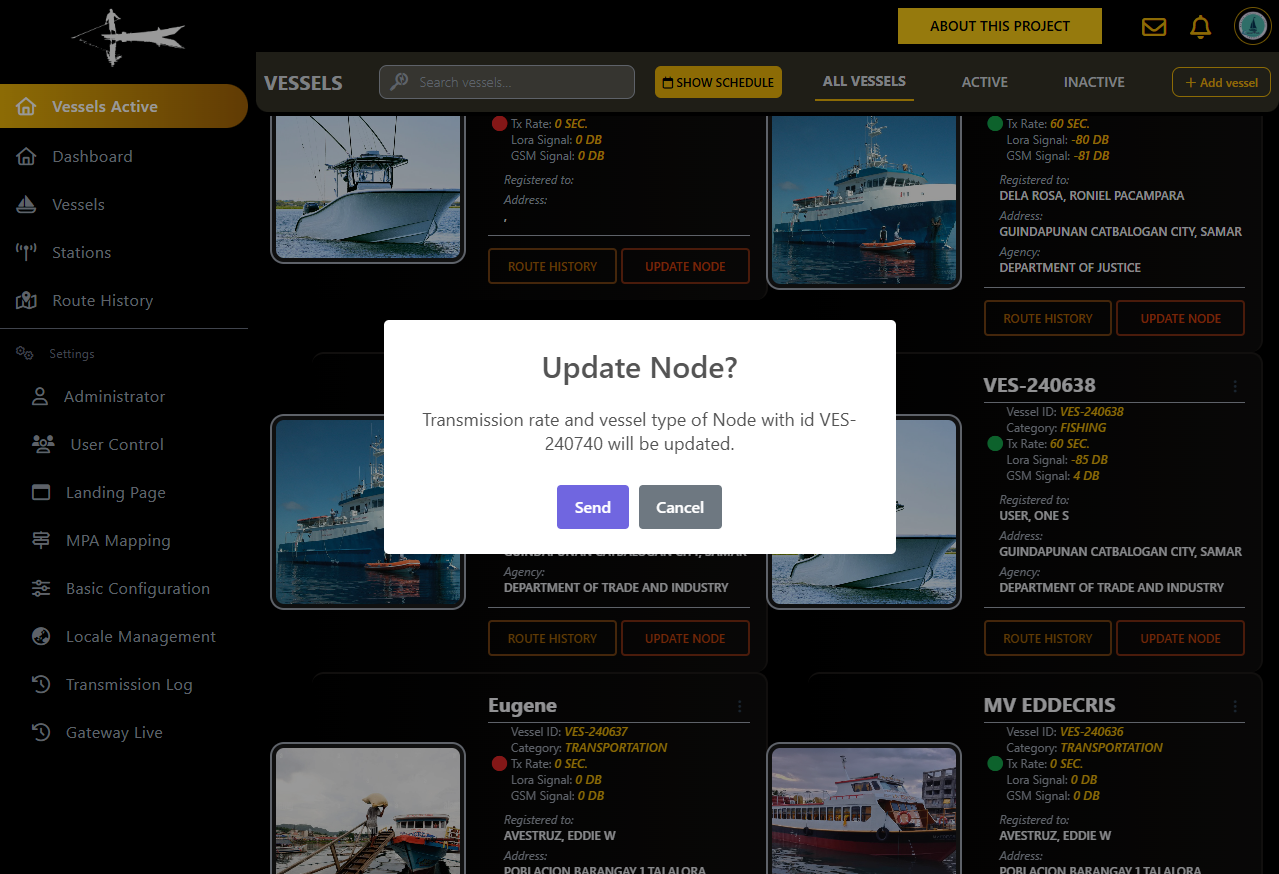 ABOUT THIS PROJECT
VESSELS
Search vessels...
SHOW SCHEDULE
ALL VESSELS
ACTIVE
INACTIVE
+ Add vessel
Vessels Active
Dashboard
Vessels
Stations
Route History
Settings
Administrator
User Control
Landing Page
MPA Mapping
Basic Configuration
Locale Management
Transmission Log
Gateway Live
Tx Rate: 0 SEC.
Lora Signal: 0 DB
GSM Signal: 0 DB
Registered to:
Address:
,
ROUTE HISTORY
UPDATE NODE
Tx Rate: 60 SEC.
Lora Signal: -80 DB
GSM Signal: -81 DB
Registered to:
DELA ROSA, RONIEL PACAMPARA
Address:
GUINDAPUNAN CATBALOGAN CITY, SAMAR
Agency:
DEPARTMENT OF JUSTICE
ROUTE HISTORY
UPDATE NODE
Update Node?
Transmission rate and vessel type of Node with id VES-
240740 will be updated.
Send
Cancel
GUINDAPUNAN CATBALOGAN CITY, SAMAR
Agency:
DEPARTMENT OF TRADE AND INDUSTRY
ROUTE HISTORY
UPDATE NODE
VES-240638
Vessel ID: VES-240638
Category: FISHING
Tx Rate: 60 SEC.
Lora Signal: -85 DB
GSM Signal: 4 DB
Registered to:
USER, ONE S
Address:
GUINDAPUNAN CATBALOGAN CITY, SAMAR
Agency:
DEPARTMENT OF TRADE AND INDUSTRY
ROUTE HISTORY
UPDATE NODE
Eugene
Vessel ID: VES-240637
Category: TRANSPORTATION
Tx Rate: 0 SEC.
Lora Signal: 0 DB
GSM Signal: 0 DB
Registered to:
AVESTRUZ, EDDIE W
Address:
POBLACION BARANGAY 1 TALALORA
MV EDDECRIS
Vessel ID: VES-240636
Category: TRANSPORTATION
Tx Rate: 0 SEC.
Lora Signal: 0 DB
GSM Signal: 0 DB
Registered to:
AVESTRUZ, EDDIE W
Address:
POBLACION BARANGAY 1 TALALORA